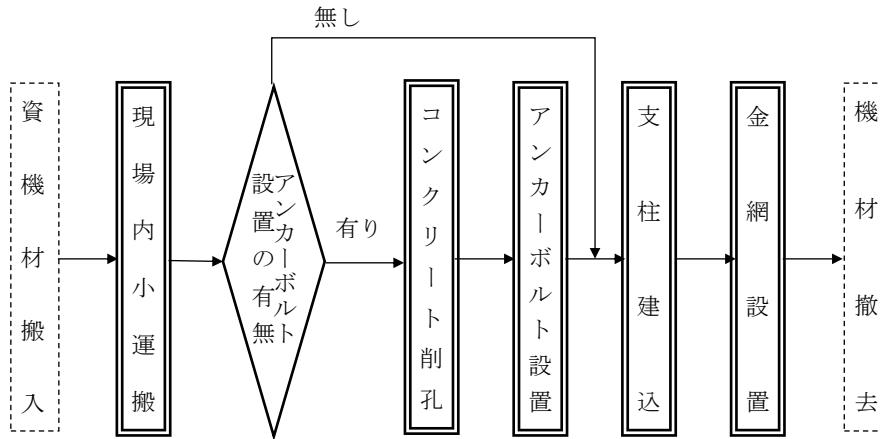 無し
資機材搬入
現場内小運搬
アンカーボルト
設置の有無
有り
コンクリート削孔
アンカーボルト設置
支柱建込
金網設置
機材撤去